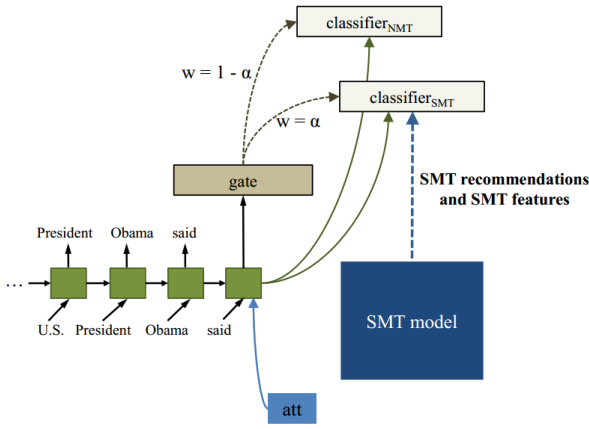 classifierNMT
w = 1 - α
classifierSMT
w = α
gate
SMT recommendations
and SMT features
President Obama said
...
U.S. President Obama said
SMT model
att